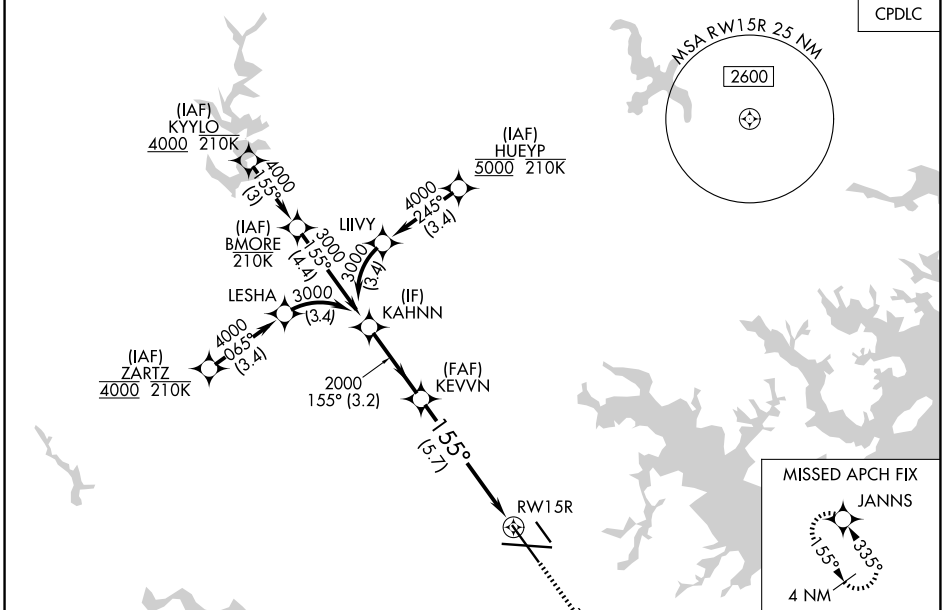 CPDLC
MSA RW15R 25 NM
2600
(IAF)
KYYLO
4000 210K
4000
155°
(3)
(IAF)
HUEYP
5000 210K
4000
245°
(3.4)
LIIVY
3000
(3.4)
(IAF)
BMORE
210K
3000
155°
(4.4)
LESHA
3000
(3.4)
(IF)
KAHNN
4000
065°
(3.4)
(IAF)
ZARTZ
4000 210K
2000
155° (3.2)
(FAF)
KEVVN
155°
(5.7)
RW15R
MISSED APCH FIX
JANNS
155°
335°
4 NM